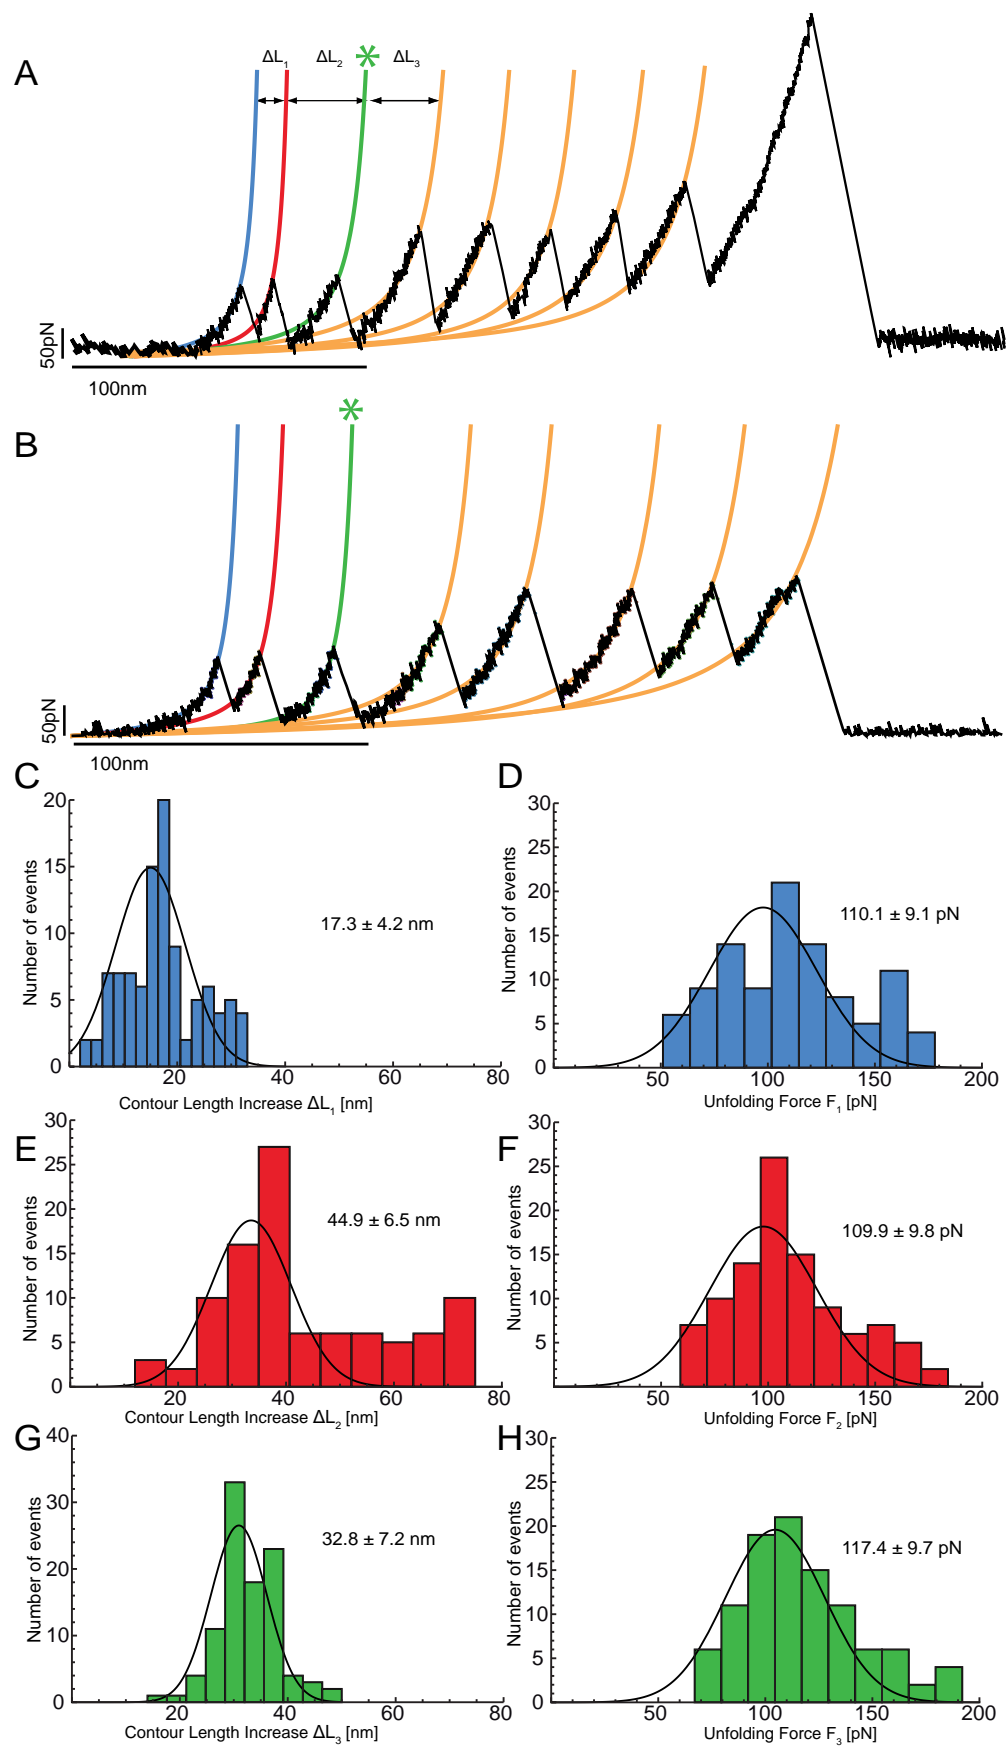 A
ΔL1 ΔL2 * ΔL3
50pN
100nm
*
B
50pN
100nm
C
20
15
10
5
0
Number of events
17.3 ± 4.2 nm
20 40 60 80
Contour Length Increase ΔL1 [nm]
D
30
25
20
15
10
5
0
Number of events
110.1 ± 9.1 pN
50 100 150 200
Unfolding Force F1 [pN]
E
30
25
20
15
10
5
0
Number of events
44.9 ± 6.5 nm
20 40 60 80
Contour Length Increase ΔL2 [nm]
F
30
25
20
15
10
5
Number of events
109.9 ± 9.8 pN
50 100 150 200
Unfolding Force F2 [pN]
G
40
30
20
10
0
Number of events
32.8 ± 7.2 nm
20 40 60 80
Contour Length Increase ΔL3 [nm]
H
30
25
20
15
10
5
0
Number of events
117.4 ± 9.7 pN
50 100 150 200
Unfolding Force F3 [pN]